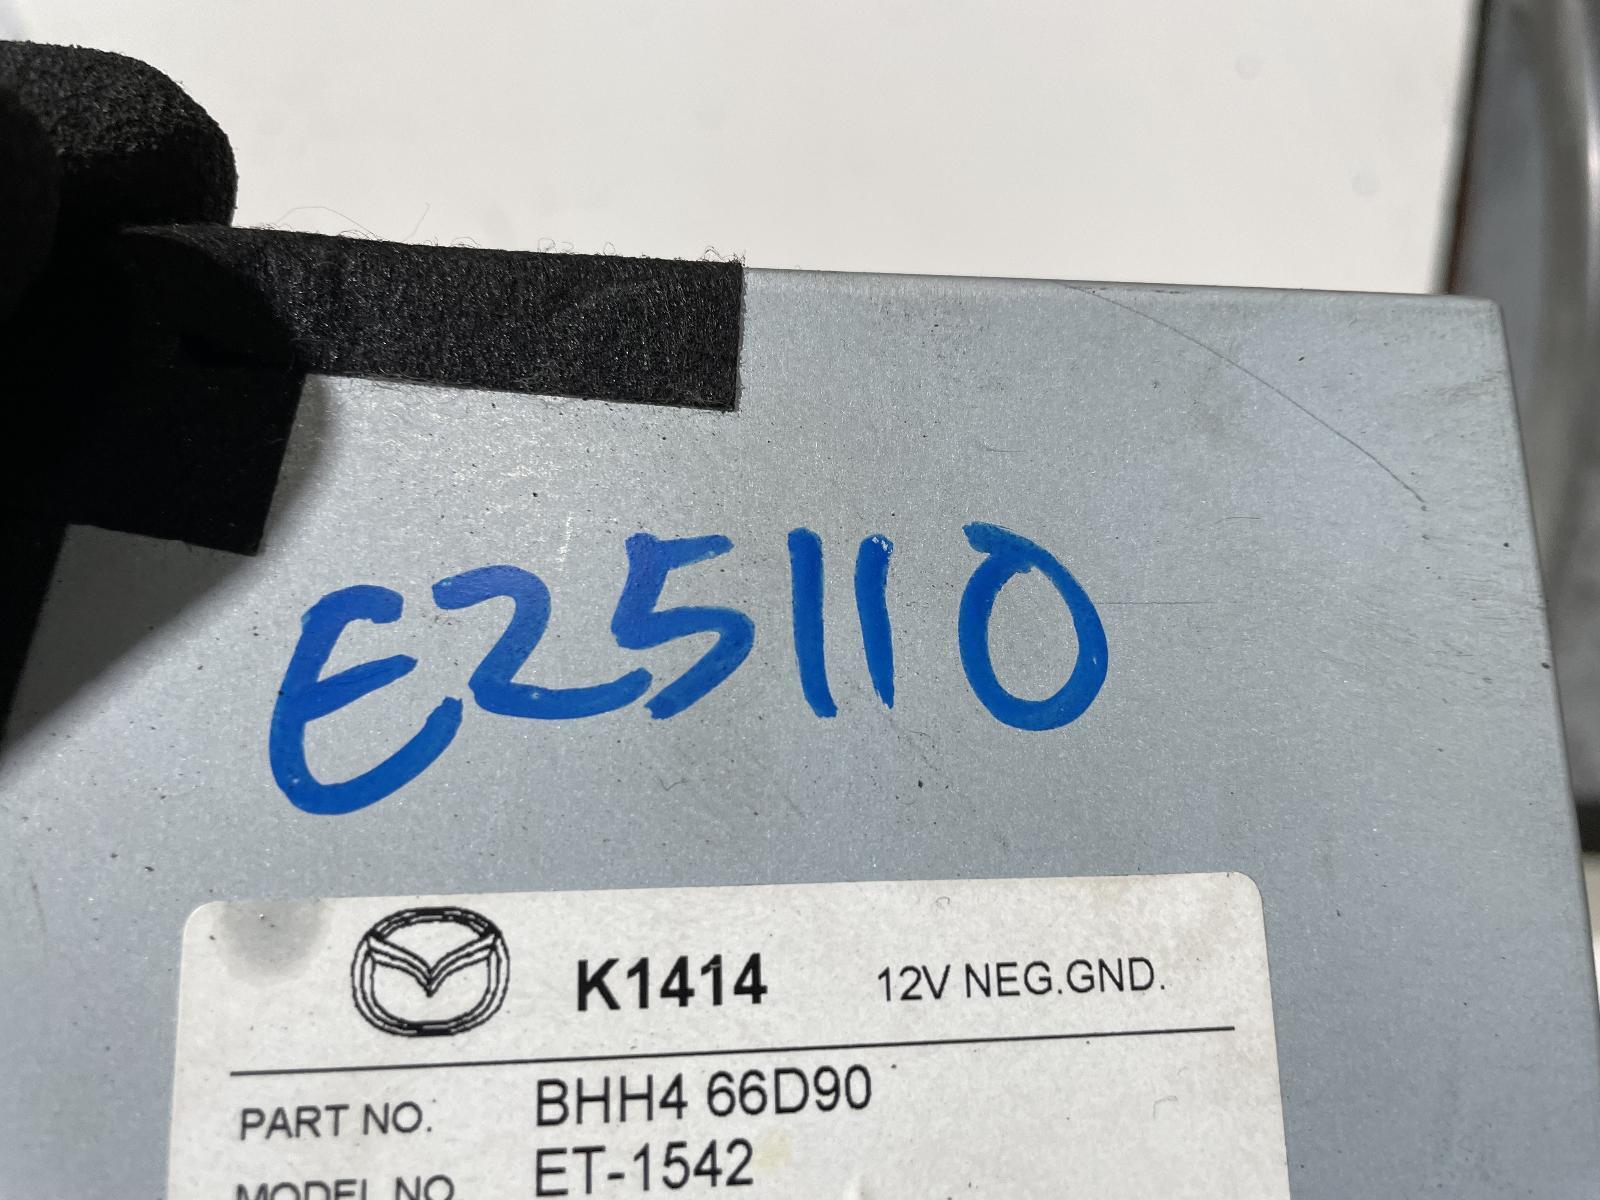 E25110
K1414 12V NEG.GND.
PART NO. BHH4 66D90
MODEL NO ET-1542